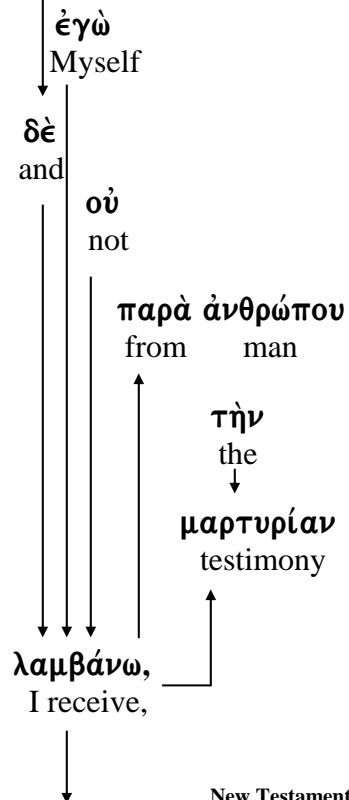 ἐγὼ
Myself
δὲ
and
οὐ
not
παρὰ ἀνθρώπου
from man
τὴν
the
μαρτυρίαν
testimony
λαμβάνω,
I receive,
New Testament